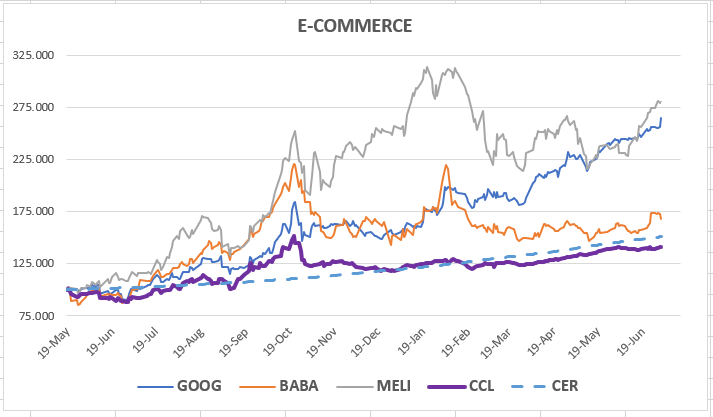 E-COMMERCE
325.000
275.000
225.000
175.000
125.000
75.000
19-May 19-Jun 19-Jul 19-Aug 19-Sep 19-Oct 19-Nov 19-Dec 19-Jan 19-Feb 19-Mar 19-Apr 19-May 19-Jun
GOOG BABA MELI CCL CER